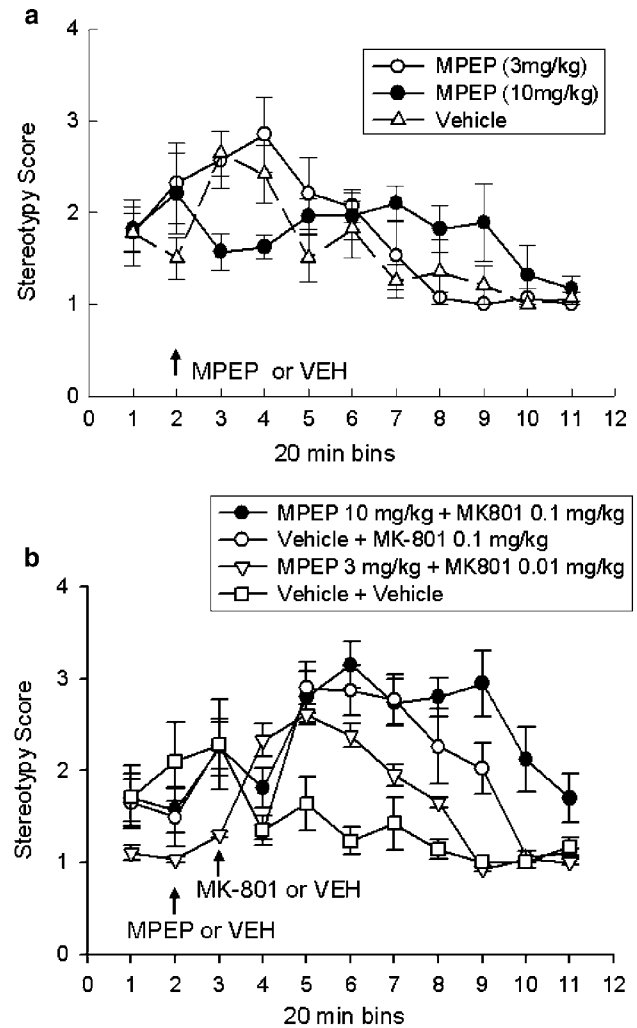 a
4
3
2
1
0
Stereotypy Score
MPEP (3mg/kg)
MPEP (10mg/kg)
Vehicle
MPEP or VEH
0 1 2 3 4 5 6 7 8 9 10 11 12
20 min bins
b
MPEP 10 mg/kg + MK801 0.1 mg/kg
Vehicle + MK-801 0.1 mg/kg
MPEP 3 mg/kg + MK801 0.01 mg/kg
Vehicle + Vehicle
4
3
2
1
0
Stereotypy Score
MK-801 or VEH
MPEP or VEH
0 1 2 3 4 5 6 7 8 9 10 11 12
20 min bins